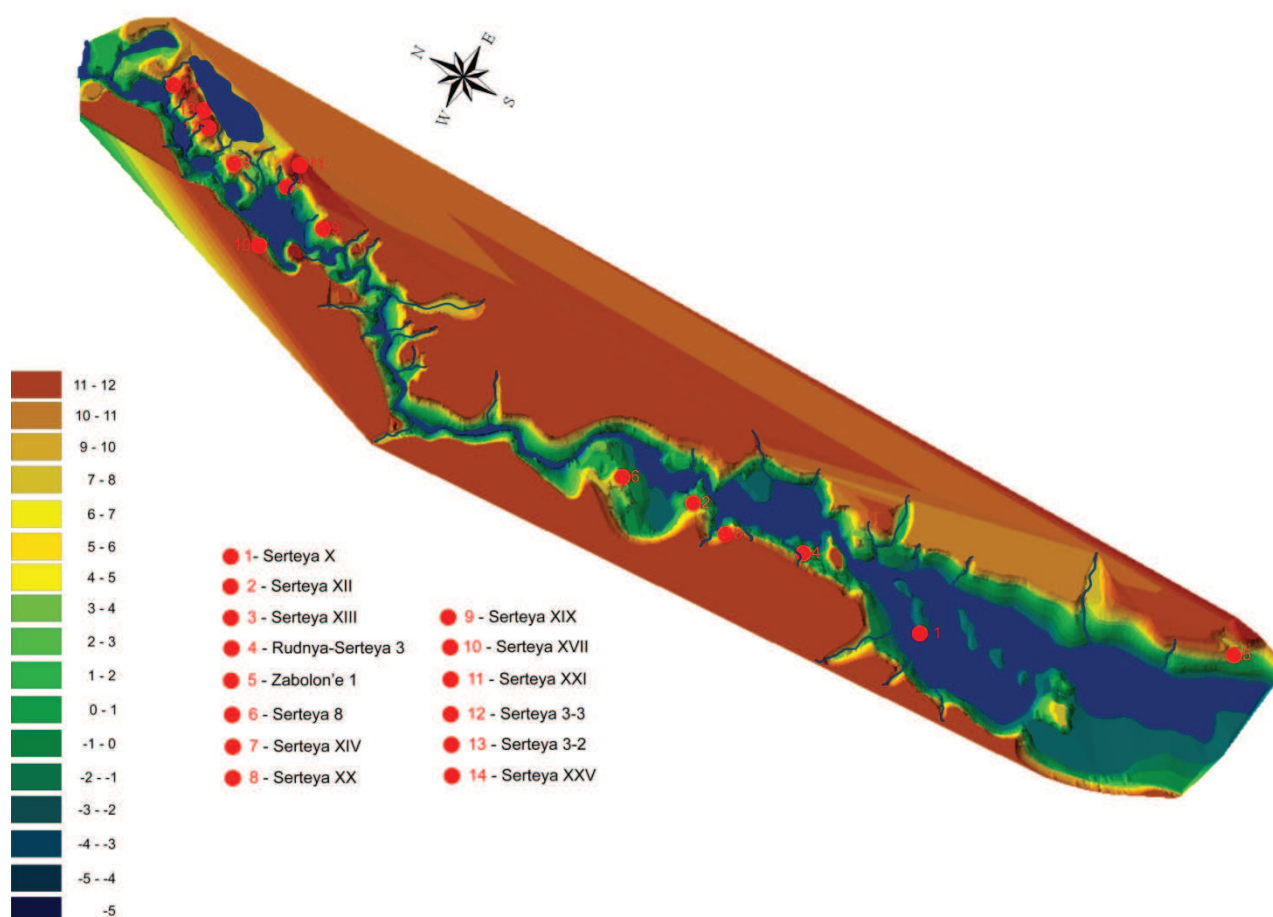 N
E
W
S
11
10
6
2
4
1
11 - 12
10 - 11
9 - 10
7 - 8
6 - 7
5 - 6
4 - 5
3 - 4
2 - 3
1 - 2
0 - 1
-1 - 0
-2 - -1
-3 - -2
-4 - -3
-5 - -4
-5
1 - Serteya X
2 - Serteya XII
3 - Serteya XIII
4 - Rudnya-Serteya 3
5 - Zabolon'e 1
6 - Serteya 8
7 - Serteya XIV
8 - Serteya XX
9 - Serteya XIX
10 - Serteya XVII
11 - Serteya XXI
12 - Serteya 3-3
13 - Serteya 3-2
14 - Serteya XXV